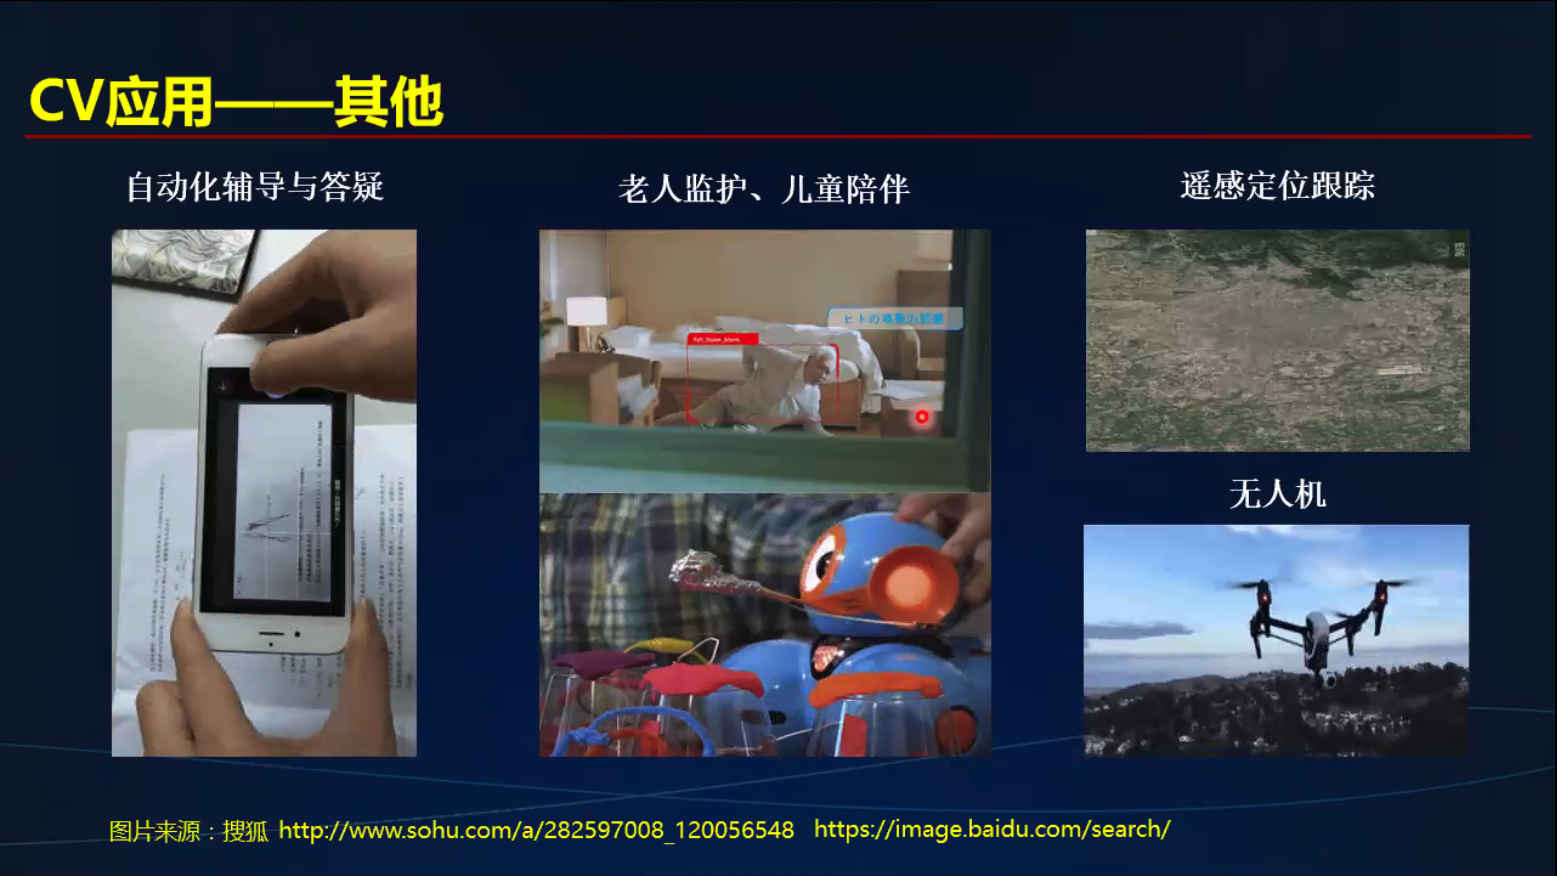 CV应用——其他
自动化辅导与答疑
老人监护、儿童陪伴
遥感定位跟踪
Fall_Down_Alarm
无人机
图片来源：搜狐 http://www.sohu.com/a/282597008_120056548 https://image.baidu.com/search/